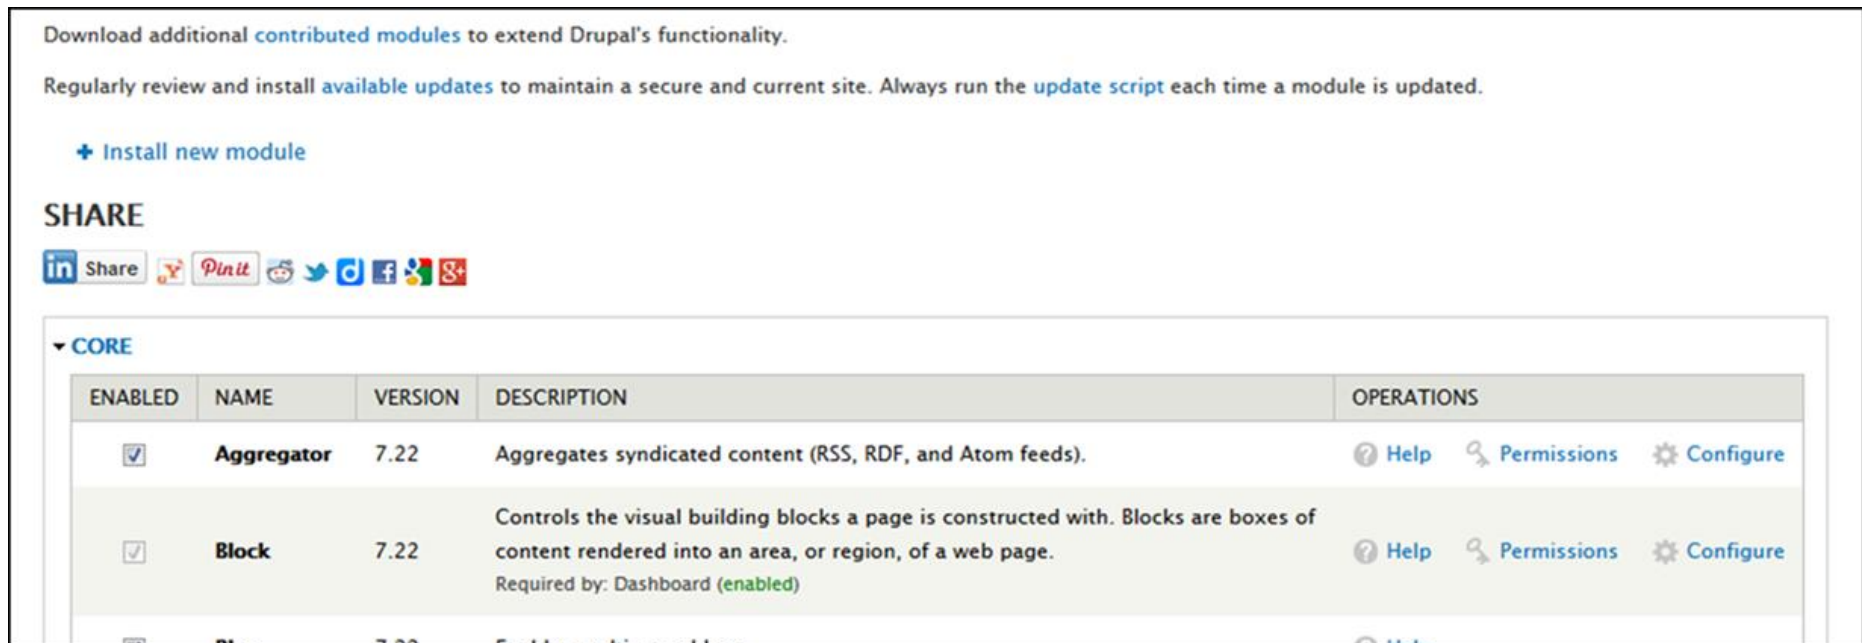 Download additional contributed modules to extend Drupal's functionality.
Regularly review and install available updates to maintain a secure and current site. Always run the update script each time a module is updated.
+ Install new module
SHARE
in Share Y Pin it d f g 8+
CORE
ENABLED NAME VERSION DESCRIPTION OPERATIONS
Aggregator 7.22 Aggregates syndicated content (RSS, RDF, and Atom feeds). Help Permissions Configure
Controls the visual building blocks a page is constructed with. Blocks are boxes of
Block 7.22 content rendered into an area, or region, of a web page. Help Permissions Configure
Required by: Dashboard (enabled)